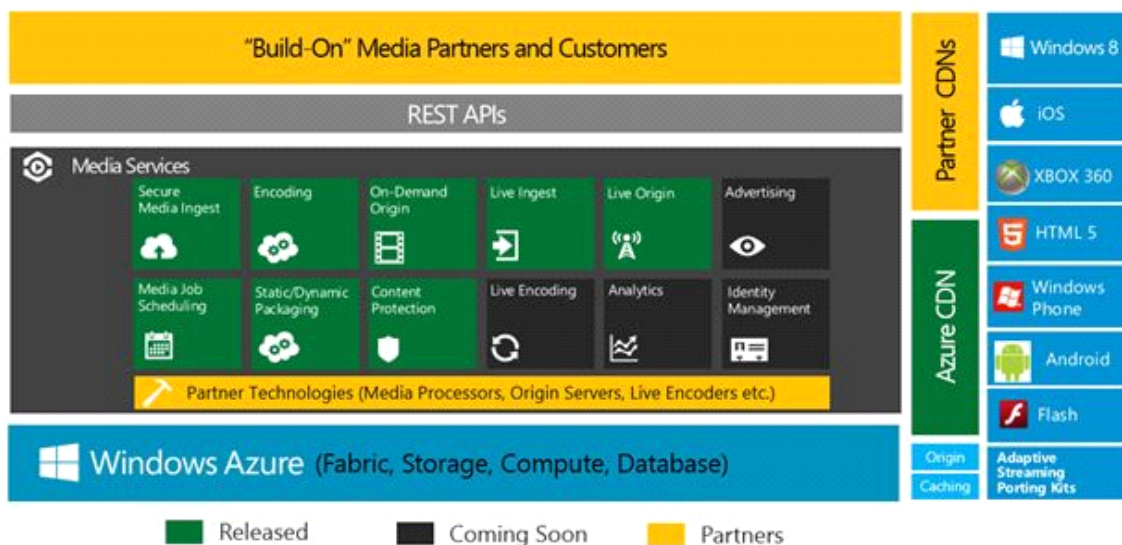 "Build-On" Media Partners and Customers
REST APIs
Media Services
Secure
Media Ingest
Encoding
On-Demand
Origin
Live Ingest
Live Origin
Advertising
Media Job
Scheduling
Static/Dynamic
Packaging
Content
Protection
Live Encoding
Analytics
Identity
Management
Partner Technologies (Media Processors, Origin Servers, Live Encoders etc.)
Windows Azure (Fabric, Storage, Compute, Database)
Partner CDNs
Azure CDN
Origin
Caching
Windows 8
iOS
XBOX 360
5 HTML 5
Windows
Phone
Android
Flash
Adaptive
Streaming
Porting Kits
Released
Coming Soon
Partners